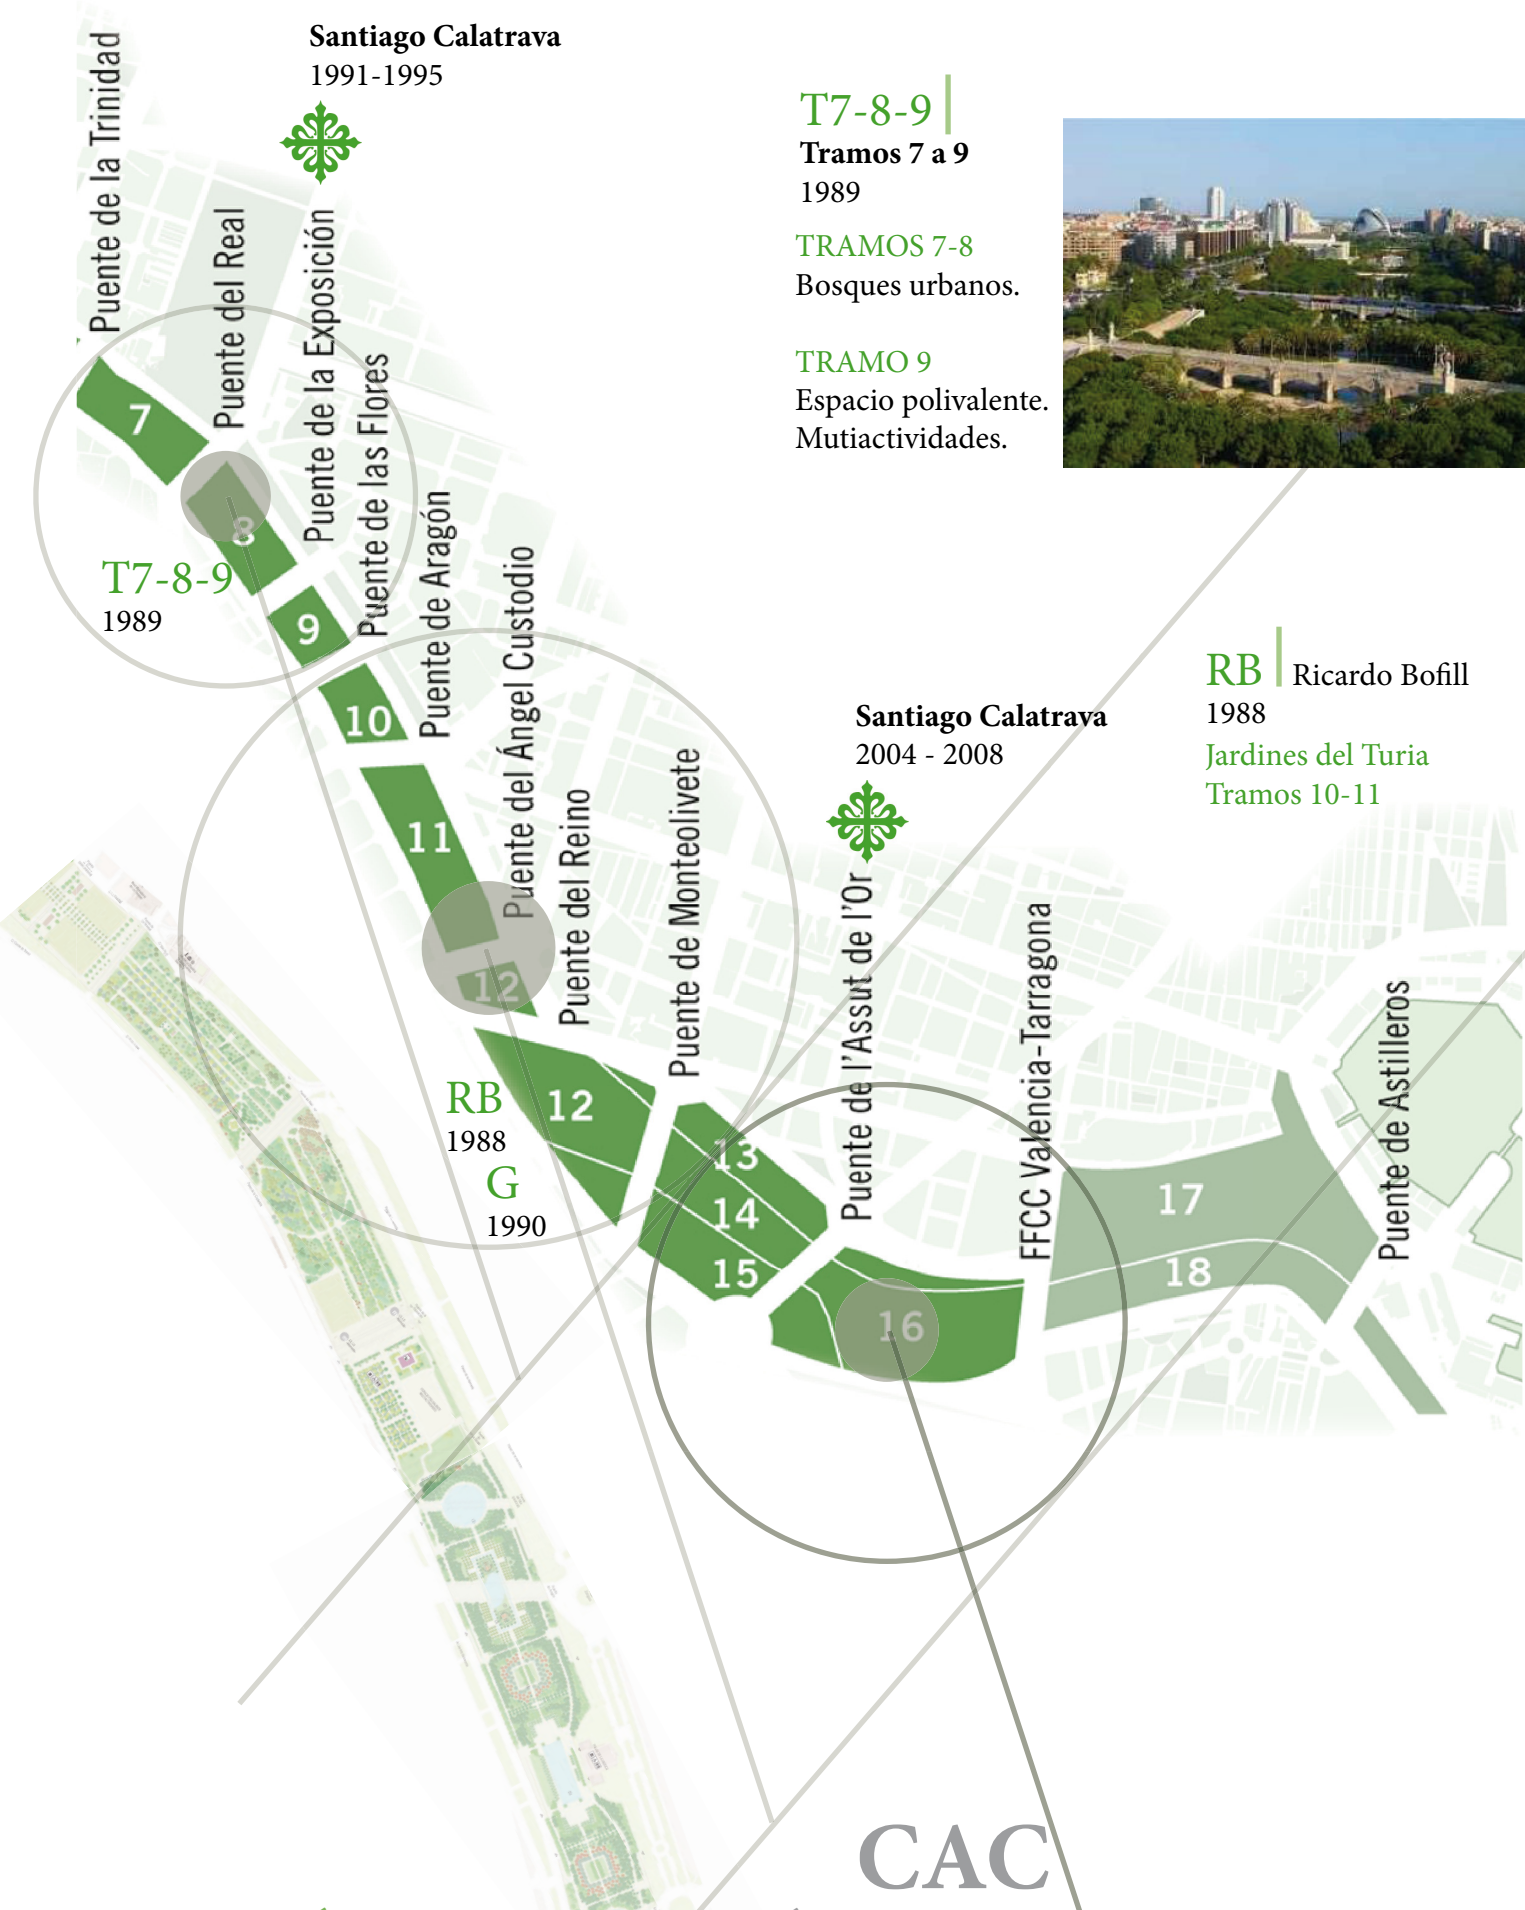 Santiago Calatrava
1991-1995
T7-8-9
Tramos 7 a 9
1989
TRAMOS 7-8
Bosques urbanos.
TRAMO 9
Espacio polivalente.
Mutiactividades.
Puente de la Trinidad
Puente del Real
Puente de la Exposición
Puente de las Flores
Puente de Aragón
Puente del Ángel Custodio
Puente del Reino
Puente de Monteolivete
7
8
T7-8-9
1989
9
10
11
12
RB Ricardo Bofill
1988
Jardines del Turia
Tramos 10-11
Santiago Calatrava
2004 - 2008
Puente de l'Assut de l'Or
FFCC Valencia-Tarragona
Puente de Astilleros
RB
1988
G
1990
12
13
14
15
16
17
18
CAC